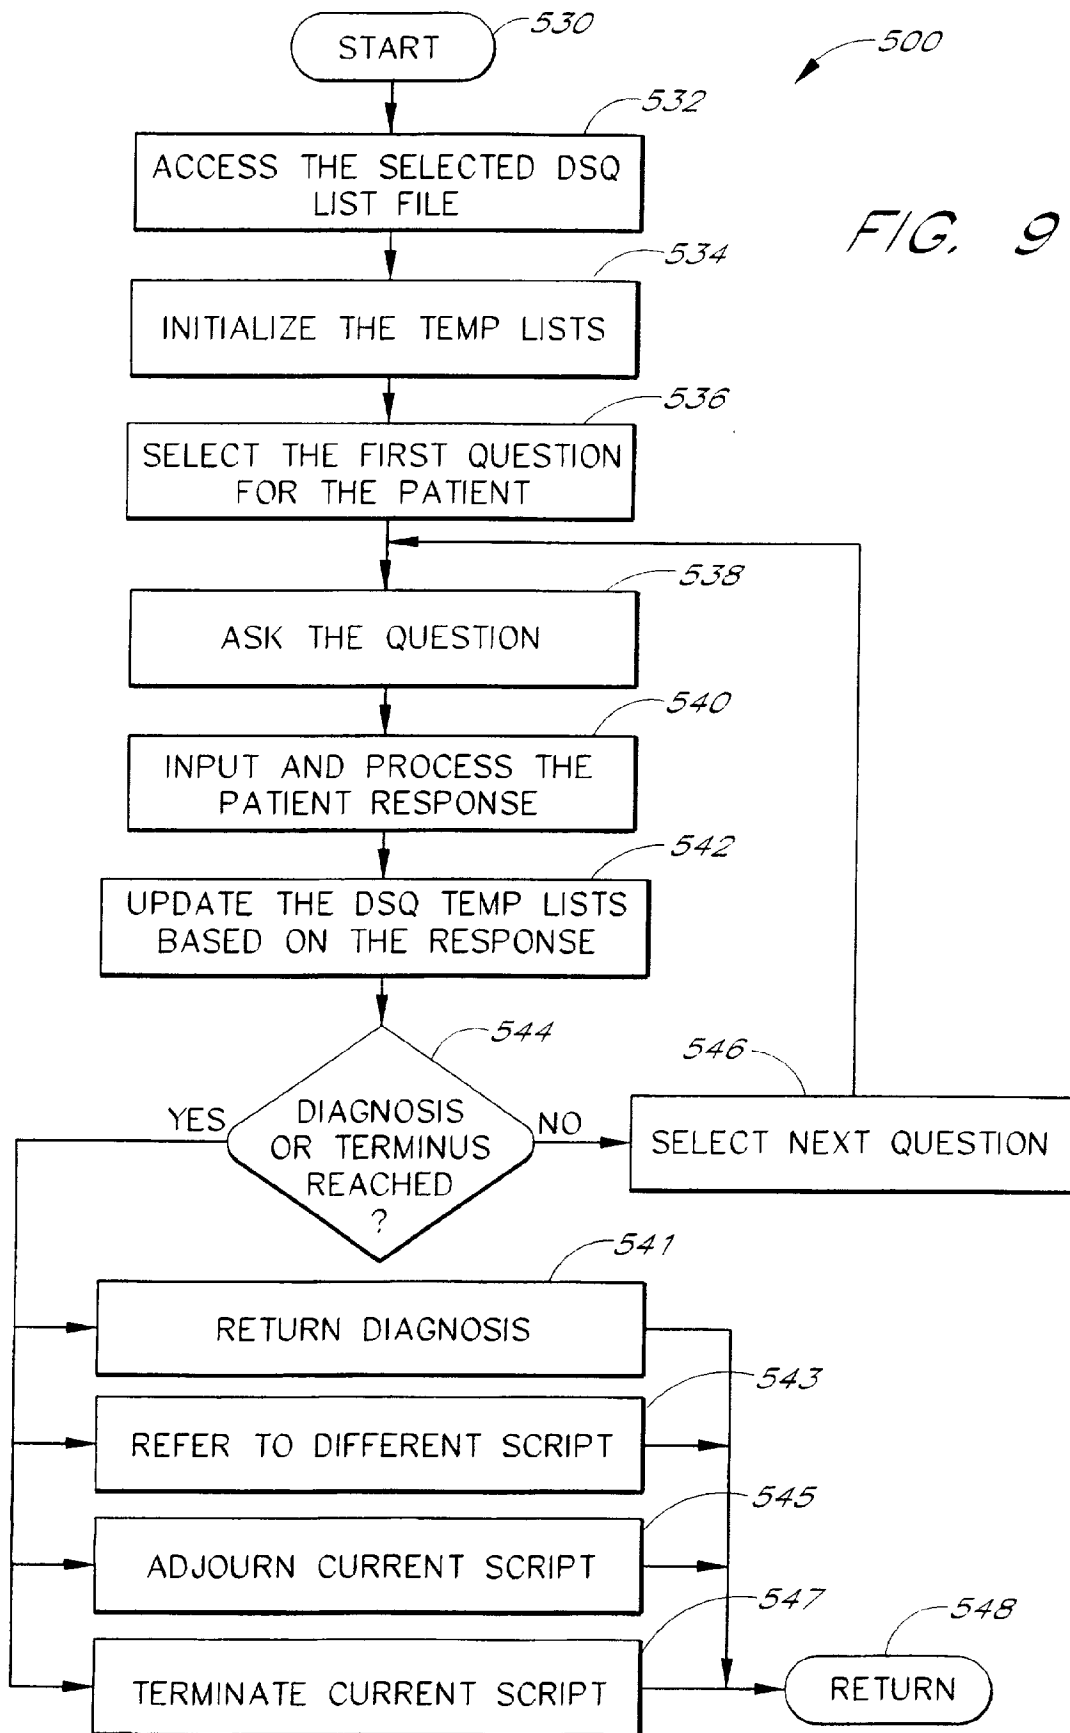 530
START
500
532
ACCESS THE SELECTED DSQ
LIST FILE
FIG. 9
534
INITIALIZE THE TEMP LISTS
536
SELECT THE FIRST QUESTION
FOR THE PATIENT
538
ASK THE QUESTION
540
INPUT AND PROCESS THE
PATIENT RESPONSE
542
UPDATE THE DSQ TEMP LISTS
BASED ON THE RESPONSE
544
546
YES
DIAGNOSIS
OR TERMINUS
REACHED
?
NO
SELECT NEXT QUESTION
541
RETURN DIAGNOSIS
543
REFER TO DIFFERENT SCRIPT
545
ADJOURN CURRENT SCRIPT
547
TERMINATE CURRENT SCRIPT
548
RETURN